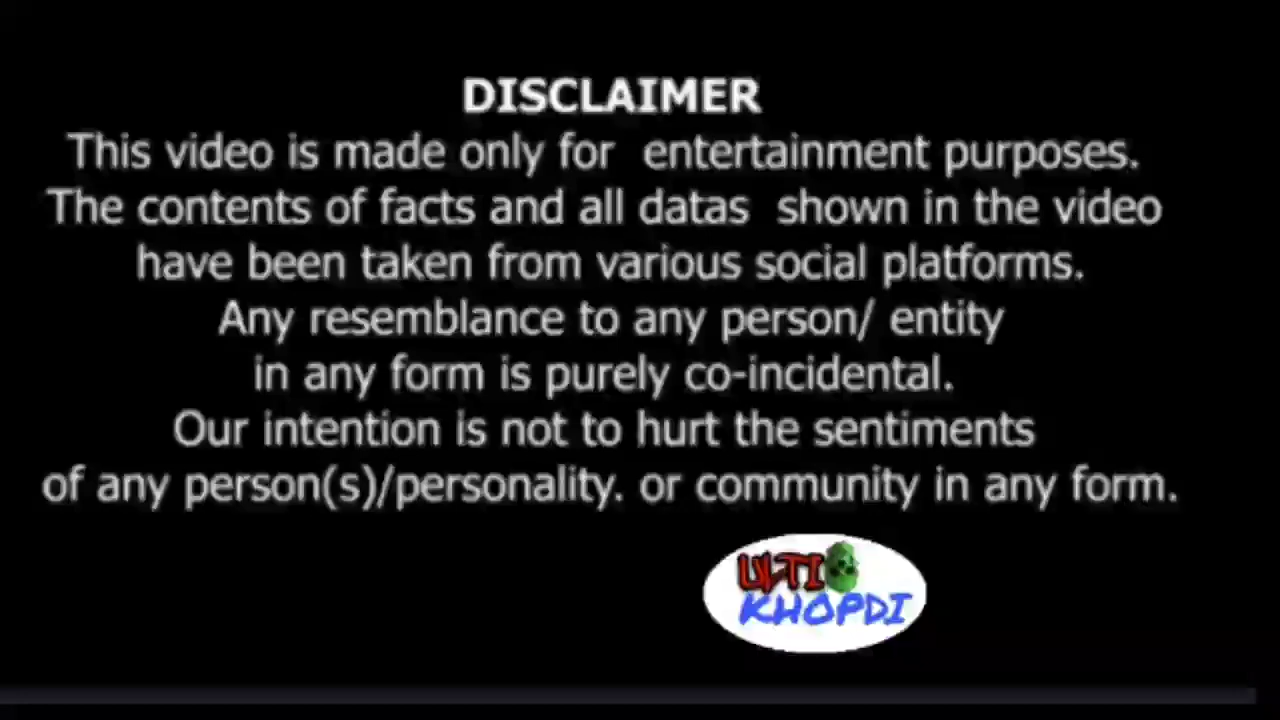 DISCLAIMER
This video is made only for entertainment purposes.
The contents of facts and all datas shown in the video
have been taken from various social platforms.
Any resemblance to any person/ entity
in any form is purely co-incidental.
Our intention is not to hurt the sentiments
of any person(s)/personality. or community in any form.
ULTI
KHOPDI